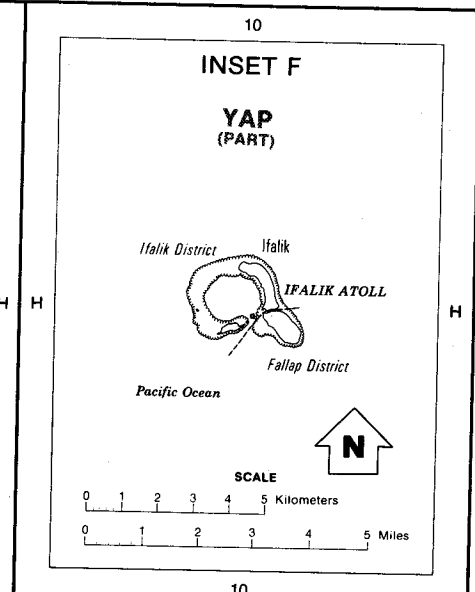 10
INSET F
YAP
(PART)
Ifalik District
Ifalik
IFALIK ATOLL
H H H
Fallap District
Pacific Ocean
N
SCALE
0 1 2 3 4 5 Kilometers
0 1 2 3 4 5 Miles
10